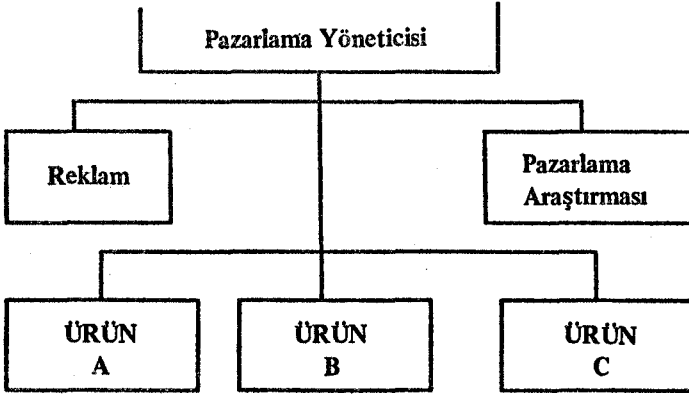 Pazarlama Yöneticisi
Reklam
Pazarlama
Araştırması
ÜRÜN
A
ÜRÜN
B
ÜRÜN
C